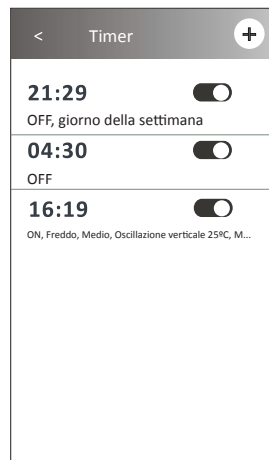 < Timer +
21:29
OFF, giorno della settimana
04:30
OFF
16:19
ON, Freddo, Medio, Oscillazione verticale 25ºC, M...